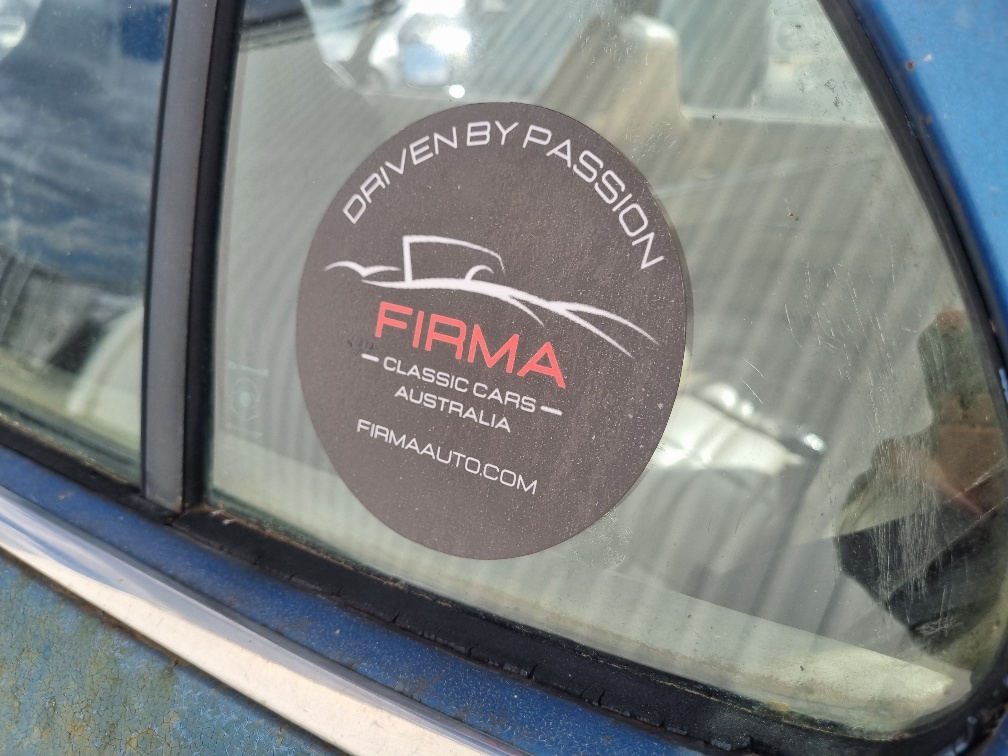 DRIVEN BY PASSION
FIRMA
CLASSIC CARS
AUSTRALIA
FIRMAAUTO.COM